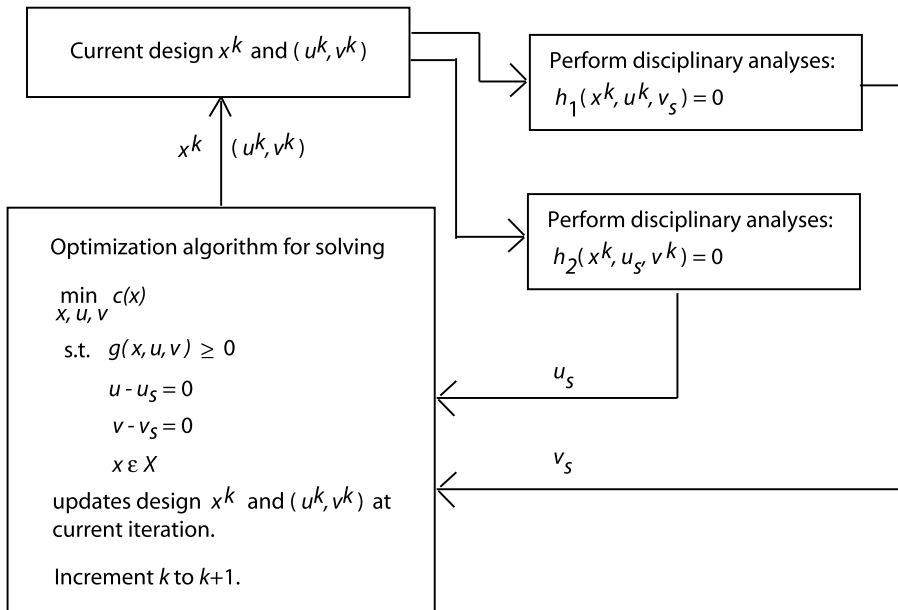 Current design x^k and ( u^k, v^k )
Perform disciplinary analyses:
h_1( x^k, u^k, v_s ) = 0
x^k ( u^k, v^k )
Perform disciplinary analyses:
h_2( x^k, u_s, v^k ) = 0
Optimization algorithm for solving
min c(x)
x, u, v
s.t. g( x, u, v ) ≥ 0
u - u_s = 0
v - v_s = 0
x ε X
updates design x^k and ( u^k, v^k ) at
current iteration.
Increment k to k+1.
u_s
v_s